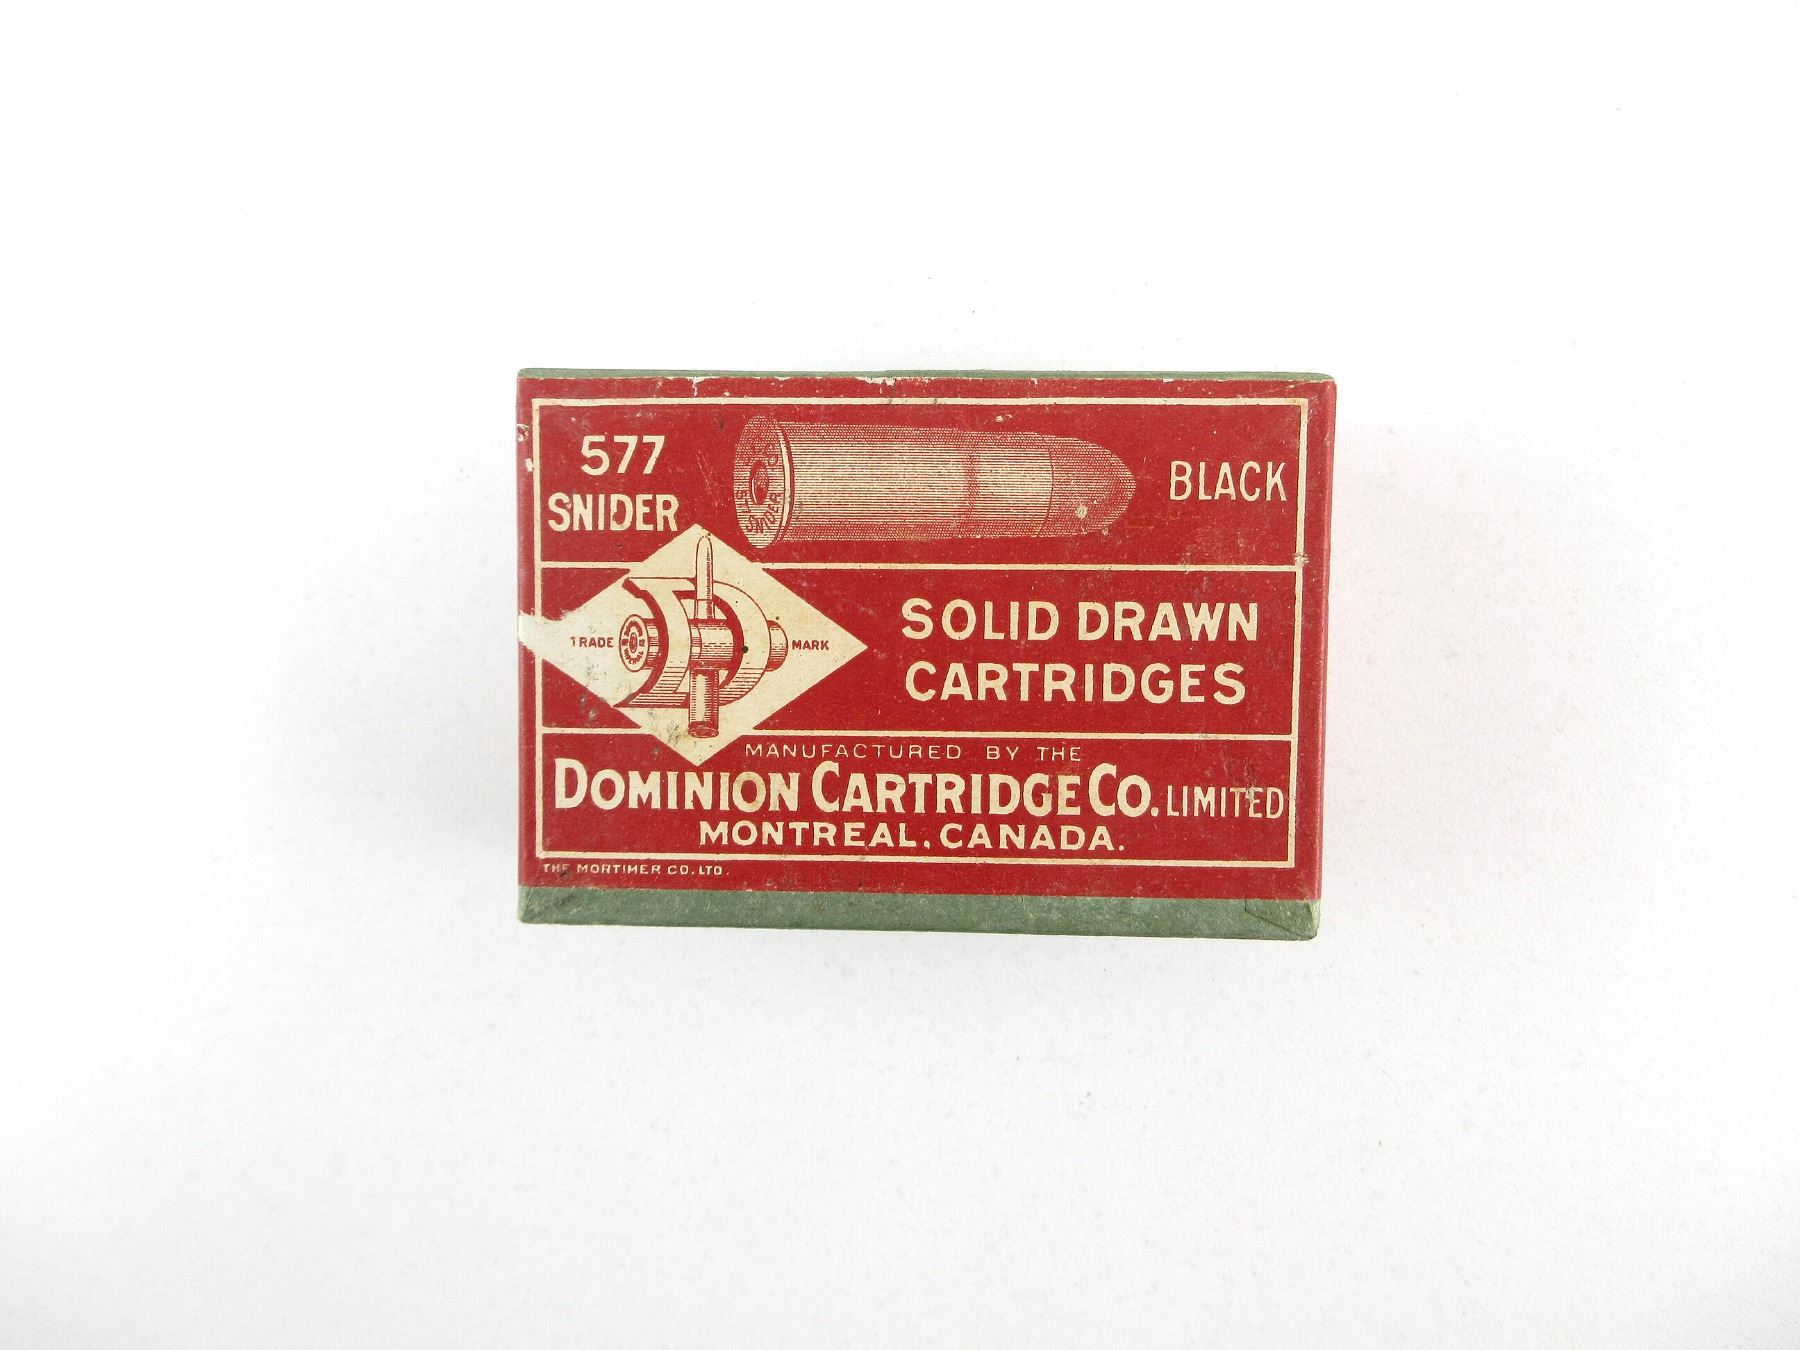 577
SNIDER
BLACK
TRADE MARK
SOLID DRAWN
CARTRIDGES
MANUFACTURED BY THE
DOMINION CARTRIDGE CO. LIMITED
MONTREAL, CANADA.
THE MORTIMER CO. LTD.